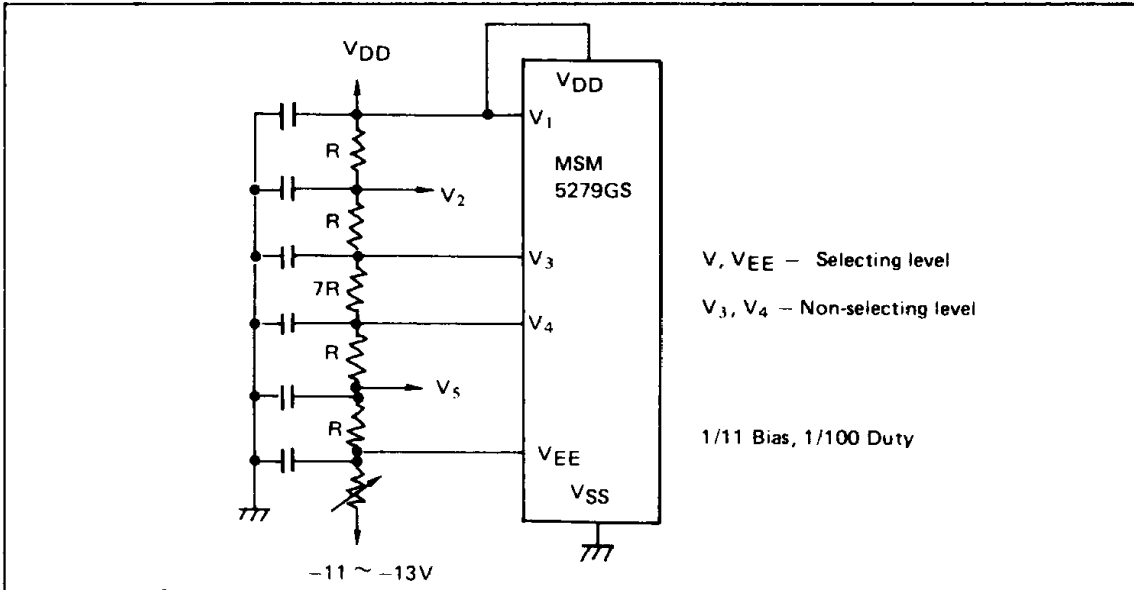 VDD
VDD
V1
R
MSM
5279GS
V2
R
V3
V, VEE — Selecting level
7R
V3, V4 — Non-selecting level
V4
R
V5
R
1/11 Bias, 1/100 Duty
VEE
VSS
−11 ~ −13V